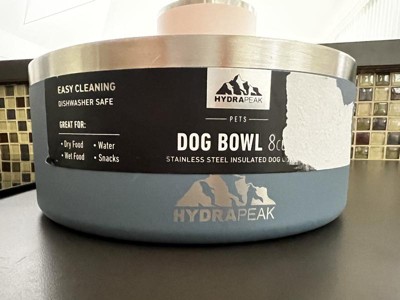 EASY CLEANING
DISHWASHER SAFE
GREAT FOR:
• Dry Food • Water
• Wet Food • Snacks
HYDRAPEAK
PETS
DOG BOWL
STAINLESS STEEL INSULATED DOG
HYDRAPEAK